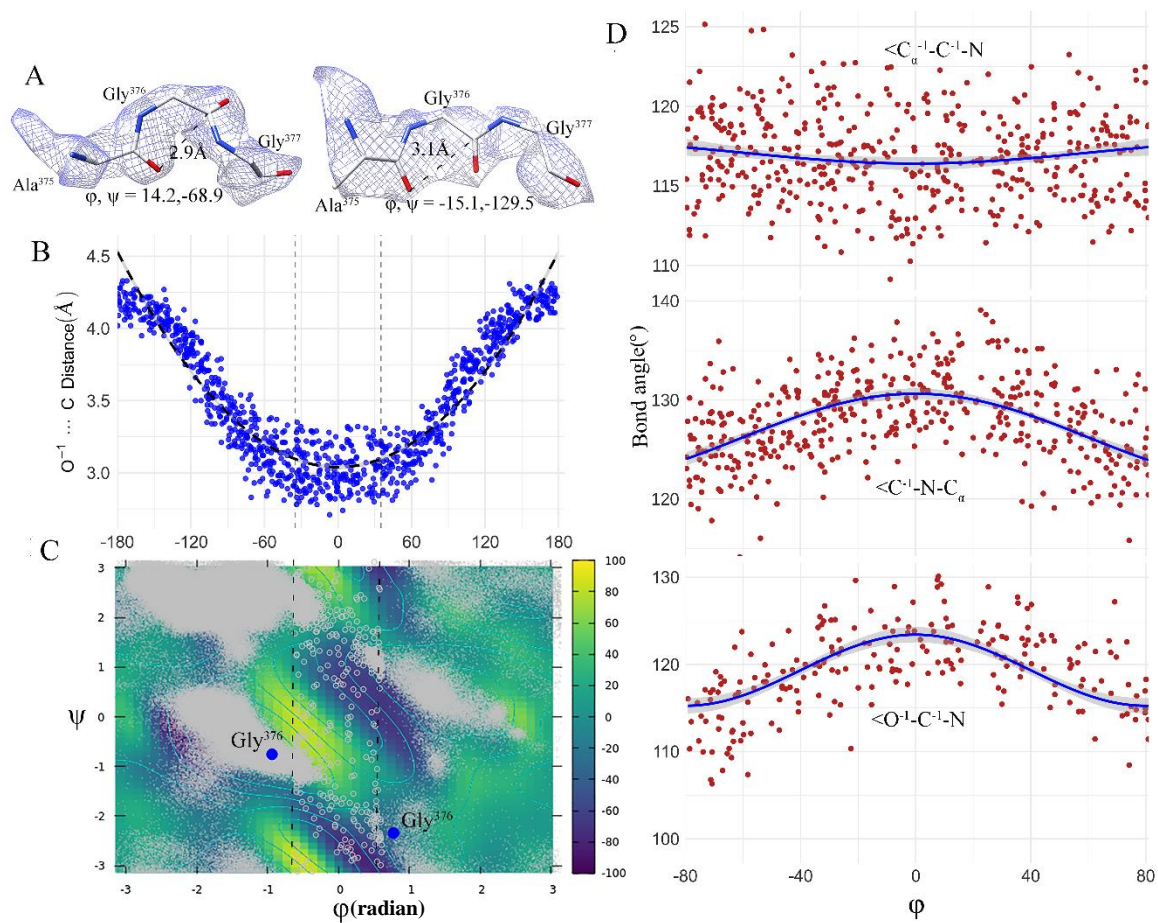 A
Gly376
Gly377
2.9Å
Ala375
φ, ψ = 14.2,-68.9
Gly376
Gly377
3.1Å
Ala375
φ, ψ = -15.1,-129.5
B
O⁻¹ ... C Distance(Å)
4.5
4.0
3.5
3.0
-180 -120 -60 0 60 120 180
C
ψ
3
2
1
0
-1
-2
-3
Gly376
Gly376
-3 -2 -1 0 1 2 3
φ(radian)
100
80
60
40
20
0
-20
-40
-60
-80
-100
D
Bond angle(°)
<Cα⁻¹-C⁻¹-N
125
120
115
110
140
130
120
<C⁻¹-N-Cα
130
120
110
100
<O⁻¹-C⁻¹-N
-80 -40 0 40 80
φ